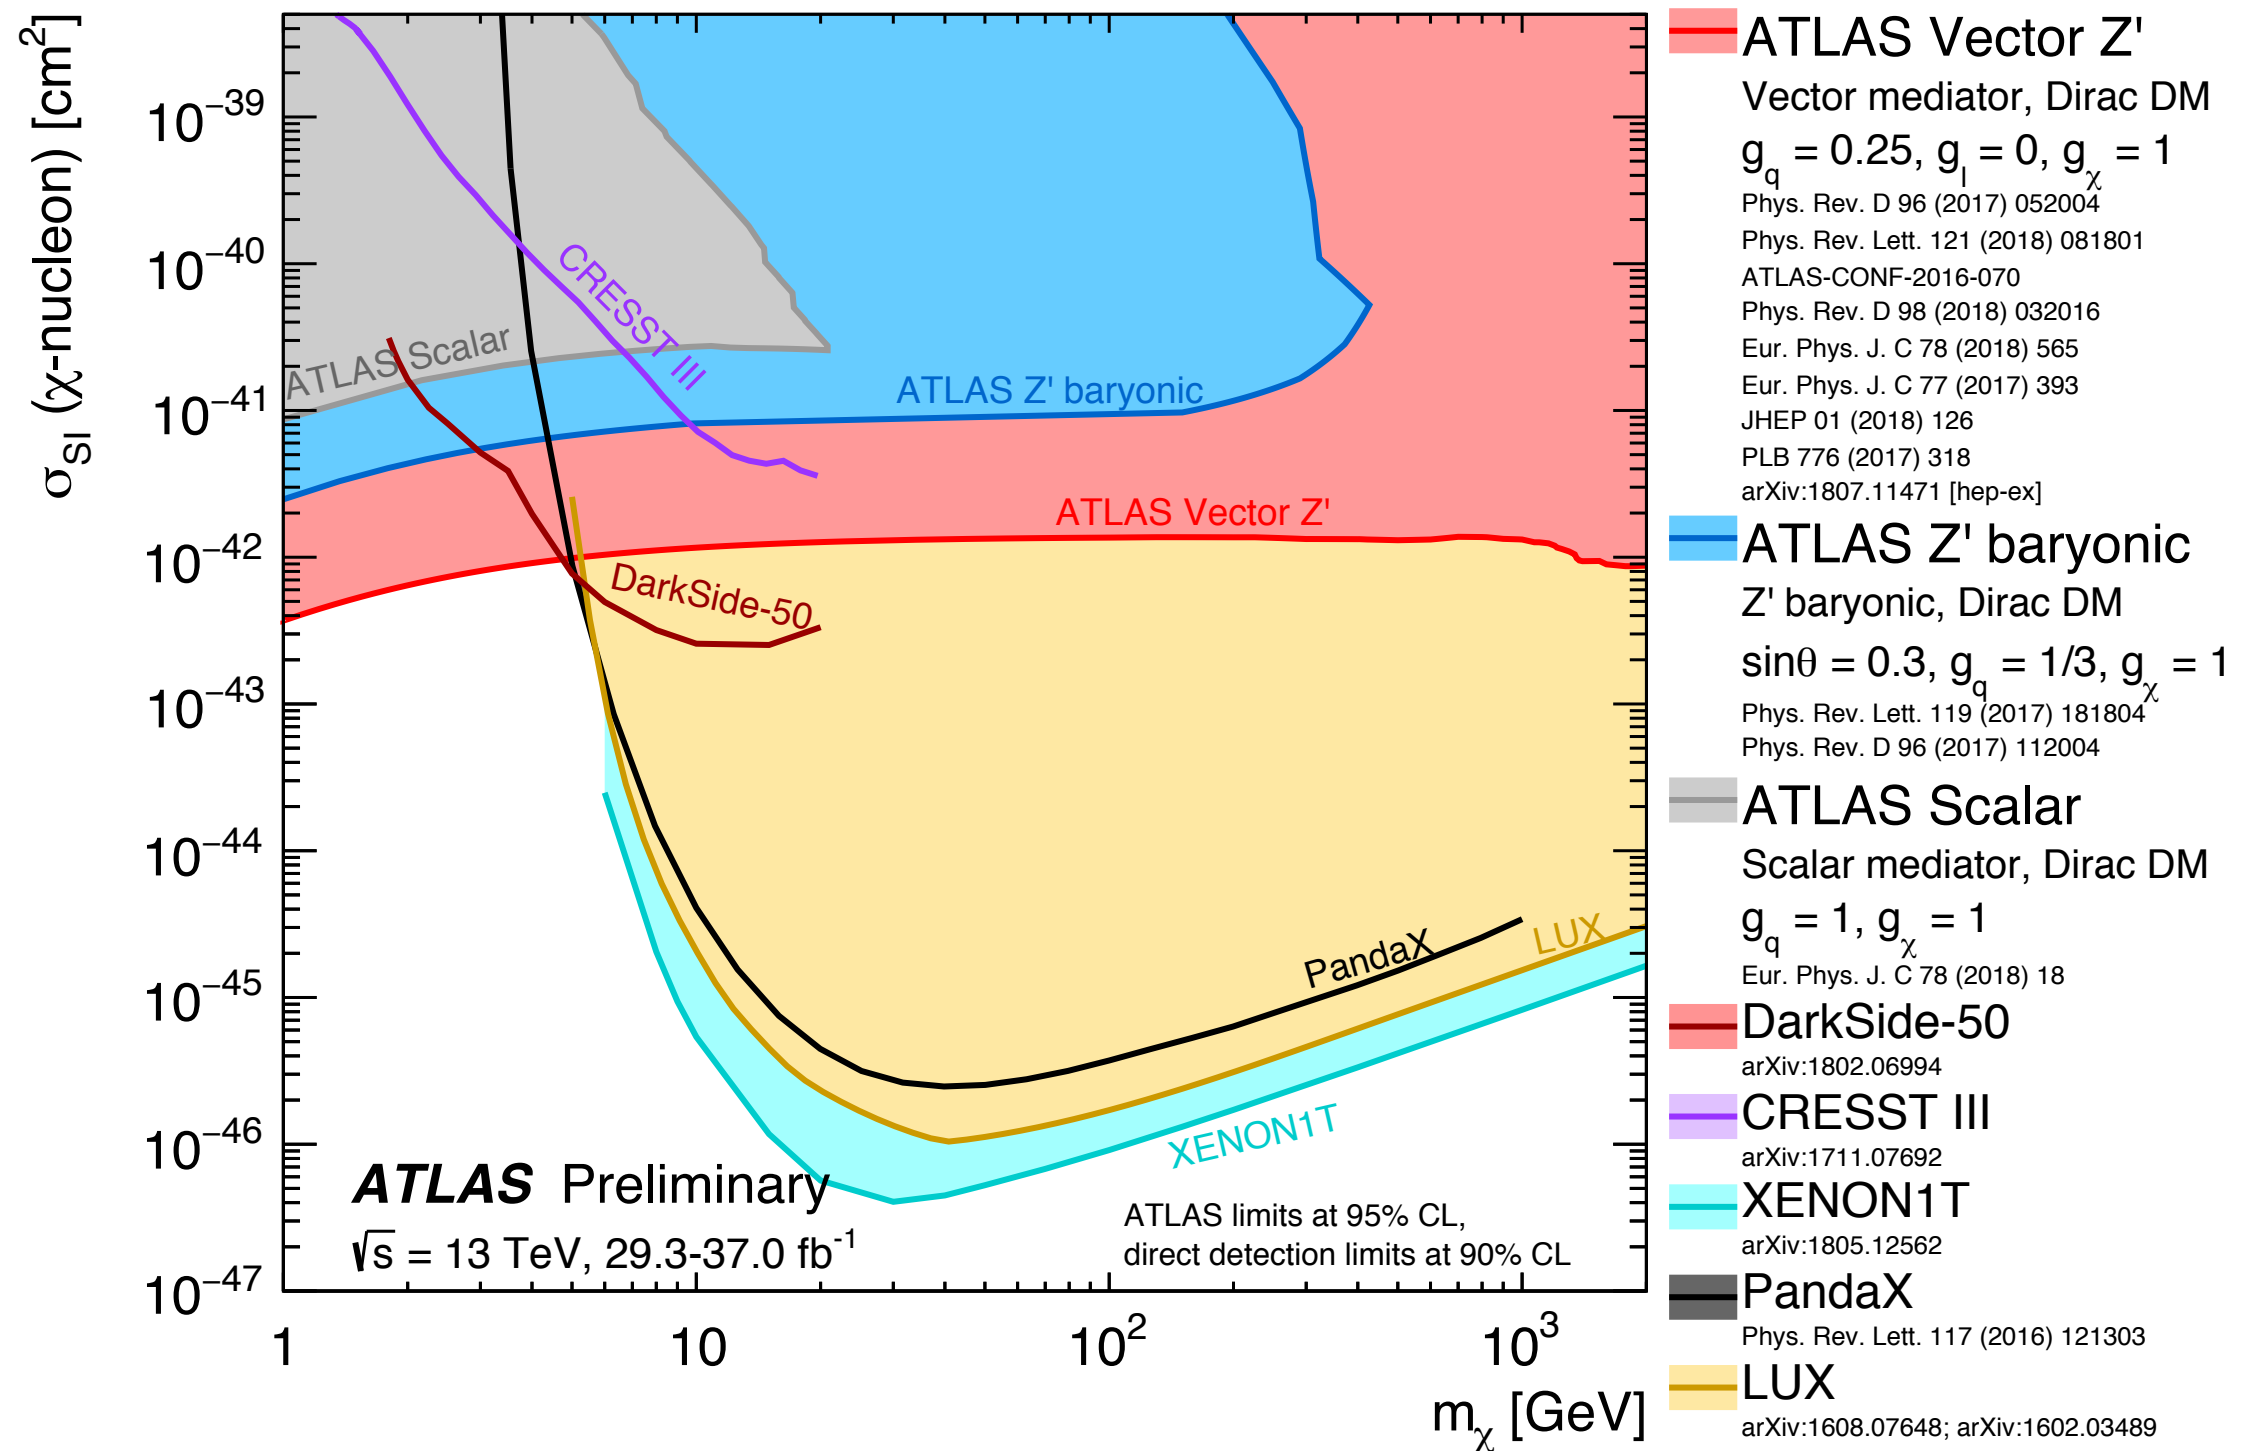 σSI (χ-nucleon) [cm²]
10⁻³⁹
10⁻⁴⁰
10⁻⁴¹
10⁻⁴²
10⁻⁴³
10⁻⁴⁴
10⁻⁴⁵
10⁻⁴⁶
10⁻⁴⁷
1
10
10²
10³
mχ [GeV]
CRESST III
ATLAS Scalar
ATLAS Z' baryonic
ATLAS Vector Z'
DarkSide-50
PandaX
LUX
XENON1T
ATLAS Preliminary
√s = 13 TeV, 29.3-37.0 fb⁻¹
ATLAS limits at 95% CL,
direct detection limits at 90% CL
ATLAS Vector Z'
Vector mediator, Dirac DM
gq = 0.25, gl = 0, gχ = 1
Phys. Rev. D 96 (2017) 052004
Phys. Rev. Lett. 121 (2018) 081801
ATLAS-CONF-2016-070
Phys. Rev. D 98 (2018) 032016
Eur. Phys. J. C 78 (2018) 565
Eur. Phys. J. C 77 (2017) 393
JHEP 01 (2018) 126
PLB 776 (2017) 318
arXiv:1807.11471 [hep-ex]
ATLAS Z' baryonic
Z' baryonic, Dirac DM
sinθ = 0.3, gq = 1/3, gχ = 1
Phys. Rev. Lett. 119 (2017) 181804
Phys. Rev. D 96 (2017) 112004
ATLAS Scalar
Scalar mediator, Dirac DM
gq = 1, gχ = 1
Eur. Phys. J. C 78 (2018) 18
DarkSide-50
arXiv:1802.06994
CRESST III
arXiv:1711.07692
XENON1T
arXiv:1805.12562
PandaX
Phys. Rev. Lett. 117 (2016) 121303
LUX
arXiv:1608.07648; arXiv:1602.03489